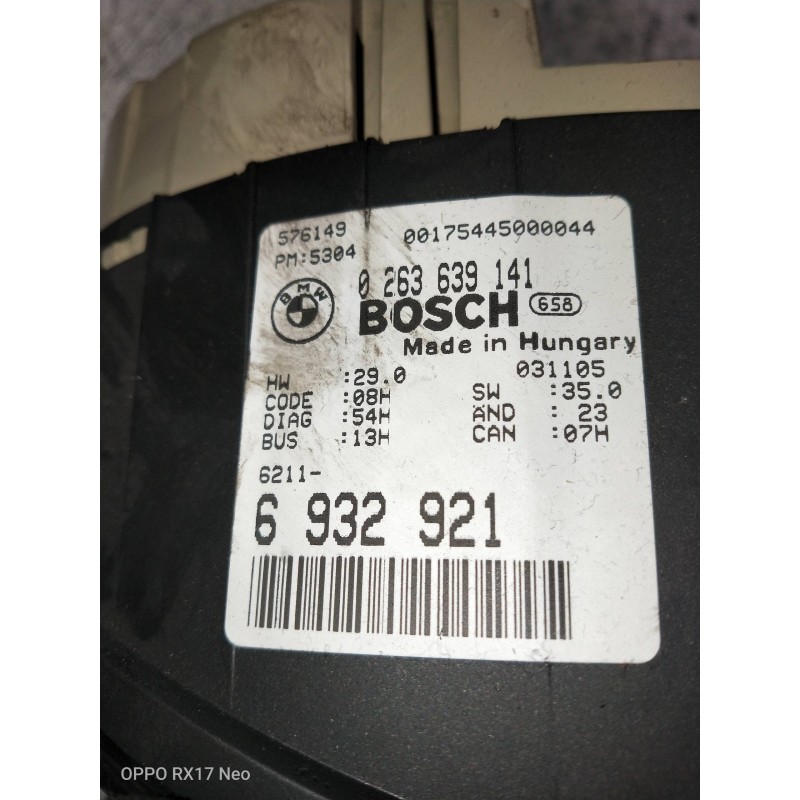 576149 00175445000044
PM:5304
0 263 639 141
BMW BOSCH 658
Made in Hungary
031105
HW :29.0 SW :35.0
CODE :08H AND : 23
DIAG :54H CAN :07H
BUS :13H
6211-
6 932 921
OPPO RX17 Neo